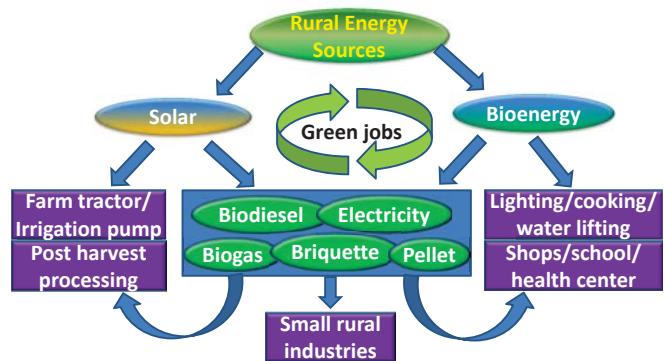 Rural Energy
Sources
Solar
Green jobs
Bioenergy
Farm tractor/
Irrigation pump
Post harvest
processing
Biodiesel
Electricity
Biogas
Briquette
Pellet
Lighting/cooking/
water lifting
Shops/school/
health center
Small rural
industries